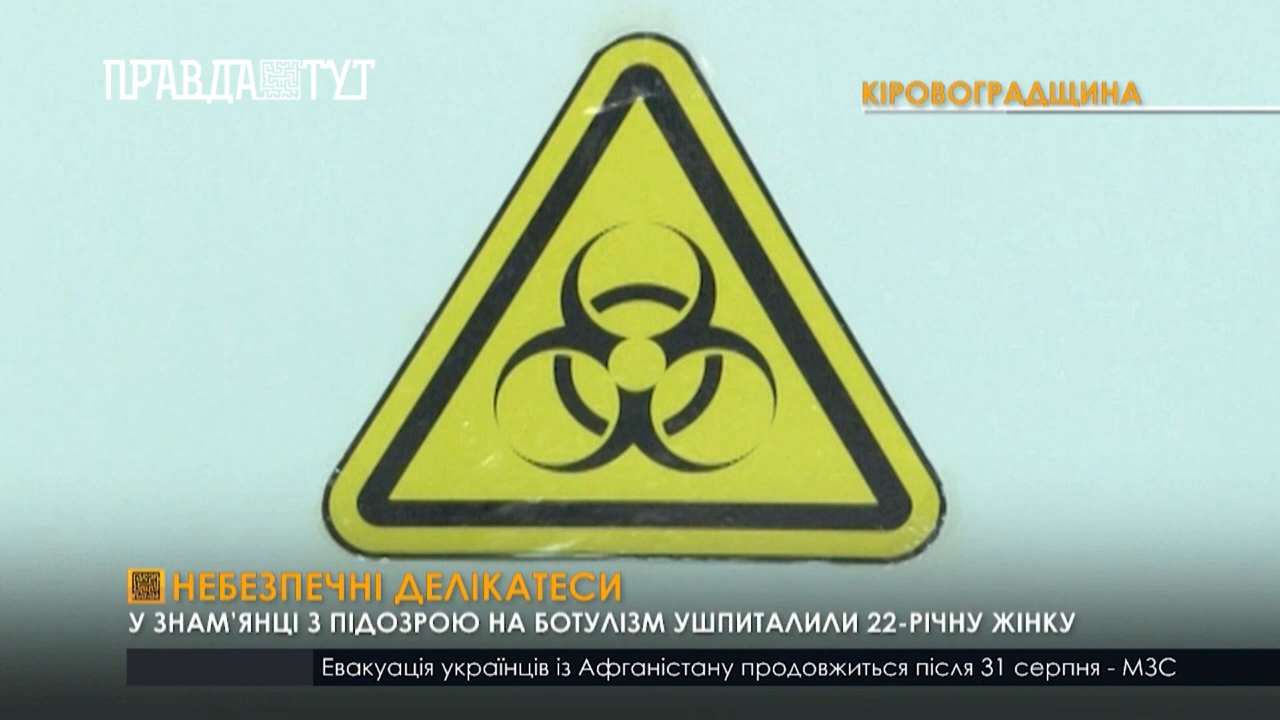 ПРАВДА ТУТ
КІРОВОГРАДЩИНА
НЕБЕЗПЕЧНІ ДЕЛІКАТЕСИ
У ЗНАМ'ЯНЦІ З ПІДОЗРОЮ НА БОТУЛІЗМ УШПИТАЛИЛИ 22-РІЧНУ ЖІНКУ
Евакуація українців із Афганістану продовжиться після 31 серпня - МЗС